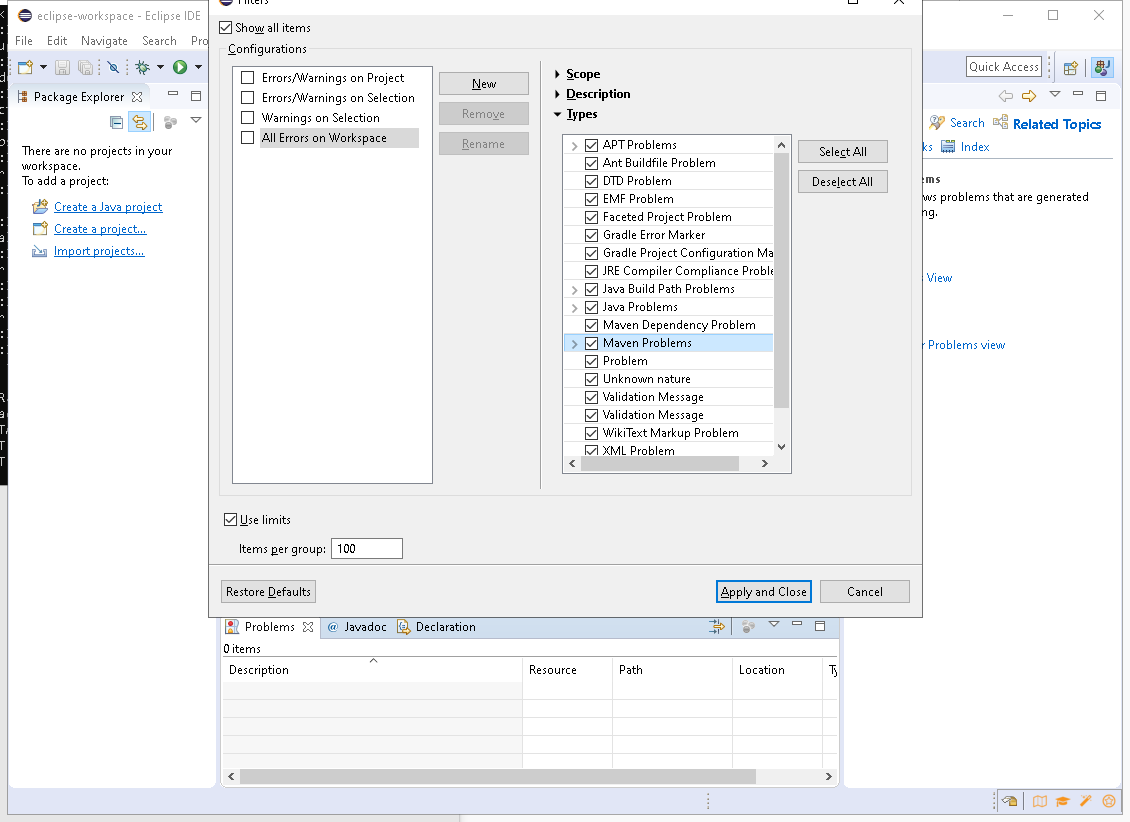 eclipse-workspace - Eclipse IDE
Filters
File Edit Navigate Search Pro
Quick Access
Package Explorer
There are no projects in your
workspace.
To add a project:
Create a Java project
Create a project...
Import projects...
Show all items
Configurations
Errors/Warnings on Project
Errors/Warnings on Selection
Warnings on Selection
All Errors on Workspace
New
Remove
Rename
Scope
Description
Types
APT Problems
Ant Buildfile Problem
DTD Problem
EMF Problem
Faceted Project Problem
Gradle Error Marker
Gradle Project Configuration Ma
JRE Compiler Compliance Proble
Java Build Path Problems
Java Problems
Maven Dependency Problem
Maven Problems
Problem
Unknown nature
Validation Message
Validation Message
WikiText Markup Problem
XML Problem
Select All
Deselect All
Use limits
Items per group: 100
Restore Defaults
Apply and Close
Cancel
Search Related Topics
ks Index
ms
ws problems that are generated
ng.
View
r Problems view
Problems @ Javadoc Declaration
0 items
Description Resource Path Location Ty